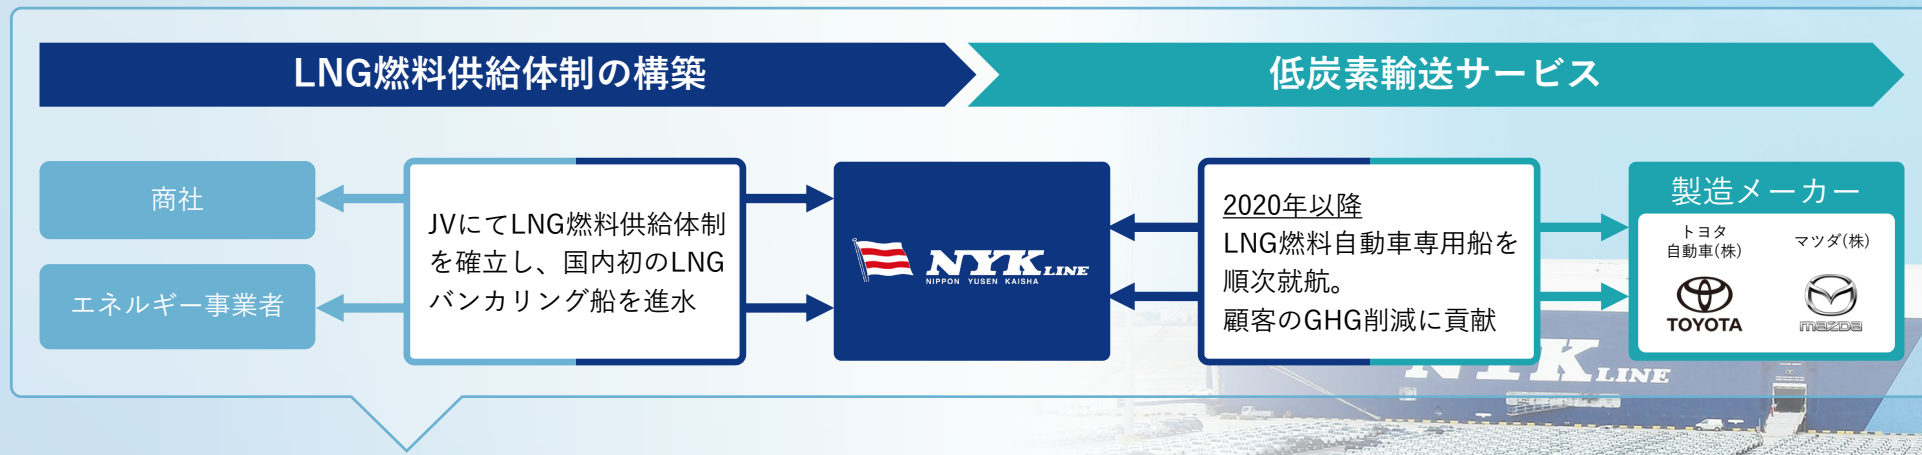 LNG燃料供給体制の構築
低炭素輸送サービス
商社
エネルギー事業者
JVにてLNG燃料供給体制
を確立し、国内初のLNG
バンカリング船を進水
NYK LINE
NIPPON YUSEN KAISHA
2020年以降
LNG燃料自動車専用船を
順次就航。
顧客のGHG削減に貢献
製造メーカー
トヨタ
自動車(株)
TOYOTA
マツダ(株)
mazda
NYK LINE